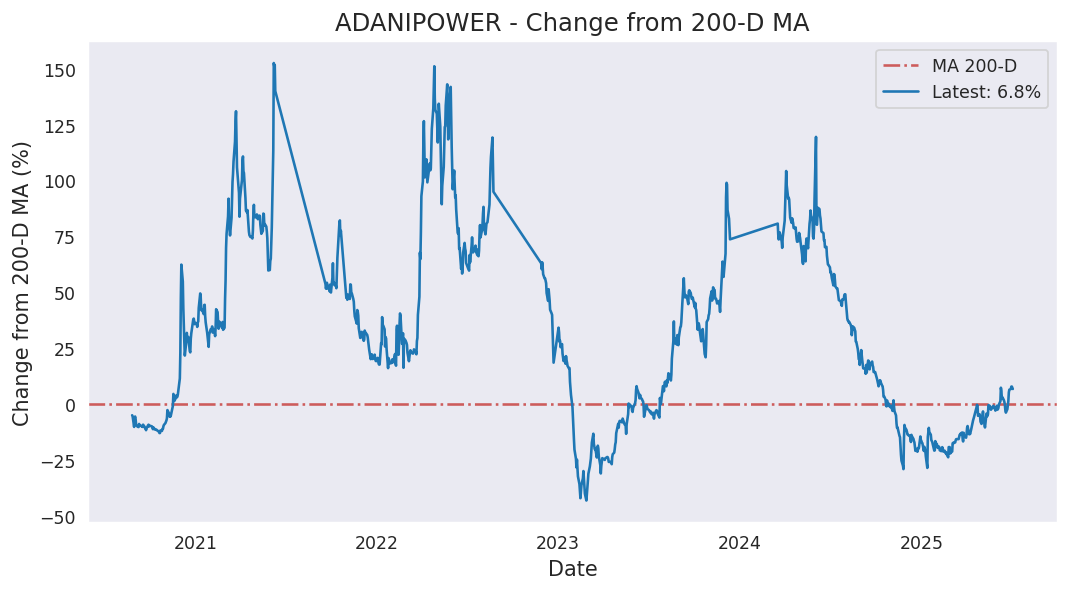 ADANIPOWER - Change from 200-D MA
MA 200-D
Latest: 6.8%
Change from 200-D MA (%)
150
125
100
75
50
25
0
−25
−50
2021
2022
2023
2024
2025
Date